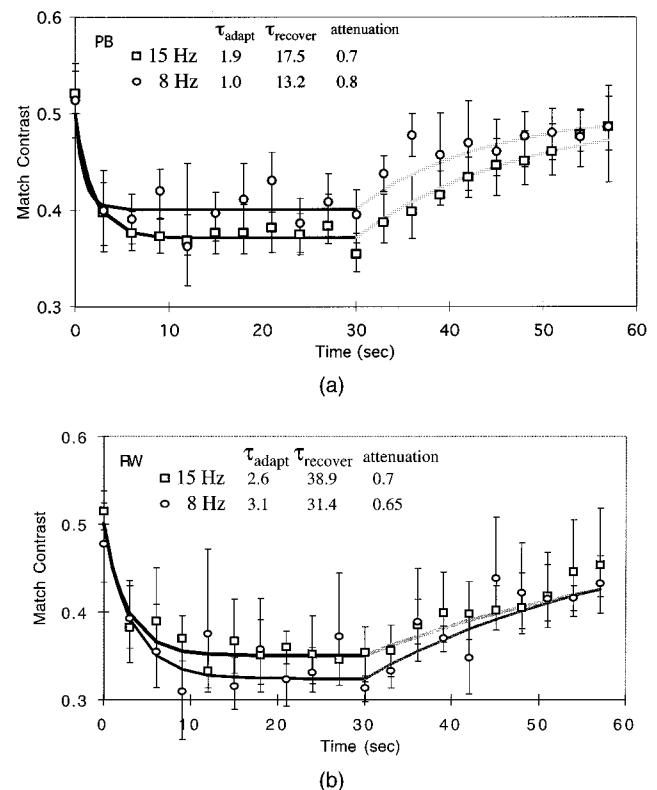 0.6
PB
τadapt τrecover attenuation
15 Hz 1.9 17.5 0.7
8 Hz 1.0 13.2 0.8
0.5
0.4
0.3
Match Contrast
0 10 20 30 40 50 60
Time (sec)
(a)
0.6
RW
τadapt τrecover attenuation
15 Hz 2.6 38.9 0.7
8 Hz 3.1 31.4 0.65
0.5
0.4
0.3
Match Contrast
0 10 20 30 40 50 60
Time (sec)
(b)